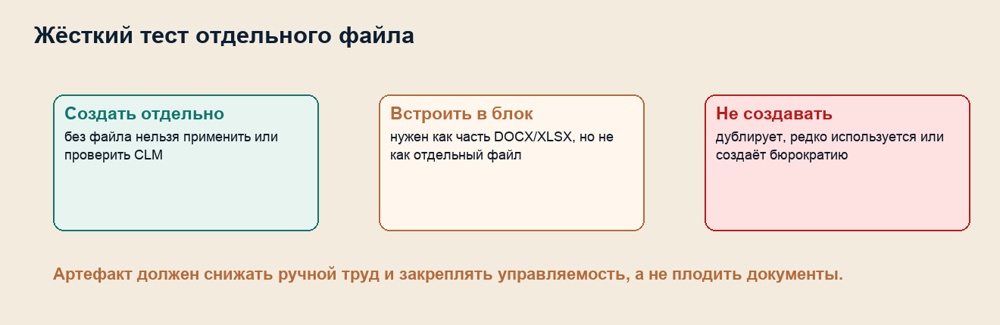 Жёсткий тест отдельного файла
Создать отдельно
без файла нельзя применить или
проверить CLM
Встроить в блок
нужен как часть DOCX/XLSX, но не
как отдельный файл
Не создавать
дублирует, редко используется или
создаёт бюрократию
Артефакт должен снижать ручной труд и закреплять управляемость, а не плодить документы.